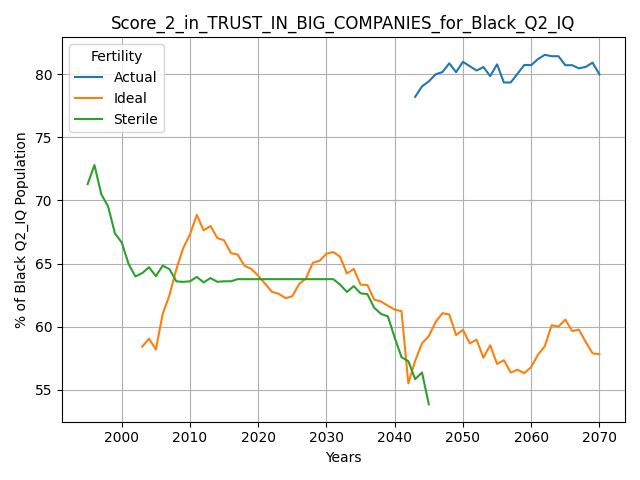 Score_2_in_TRUST_IN_BIG_COMPANIES_for_Black_Q2_IQ
Fertility
Actual
Ideal
Sterile
% of Black Q2_IQ Population
80
75
70
65
60
55
2000 2010 2020 2030 2040 2050 2060 2070
Years